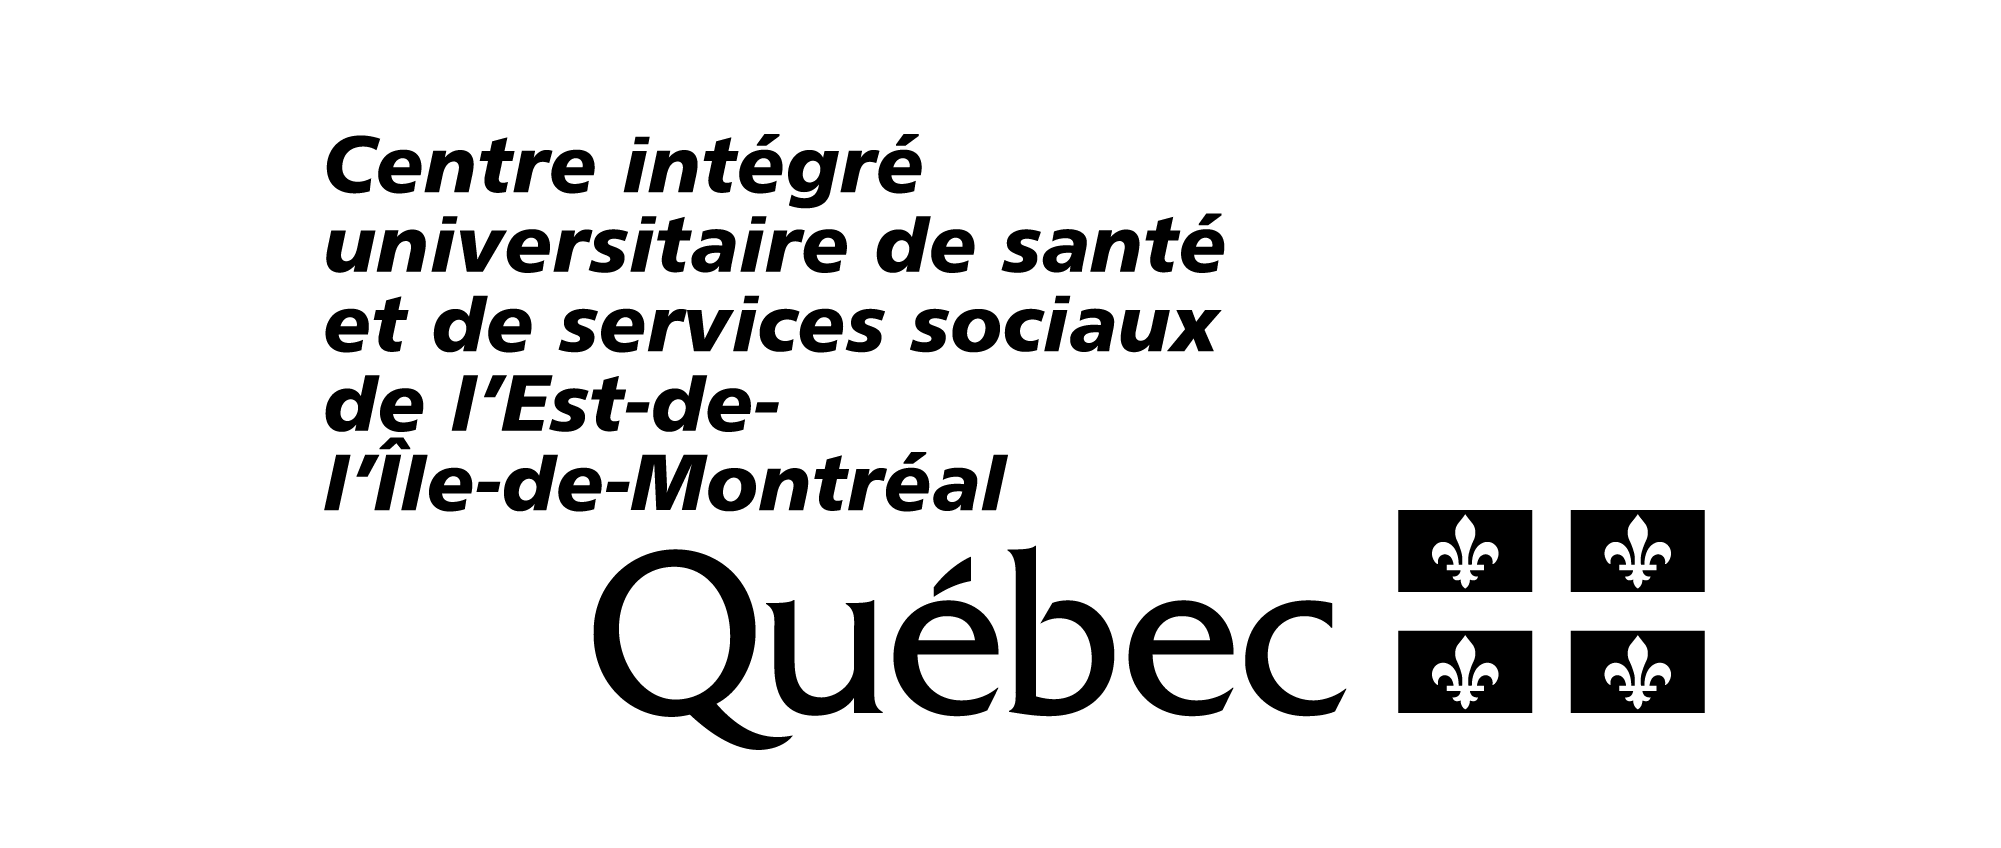 Centre intégré
universitaire de santé
et de services sociaux
de l’Est-de-
l’Île-de-Montréal
Québec